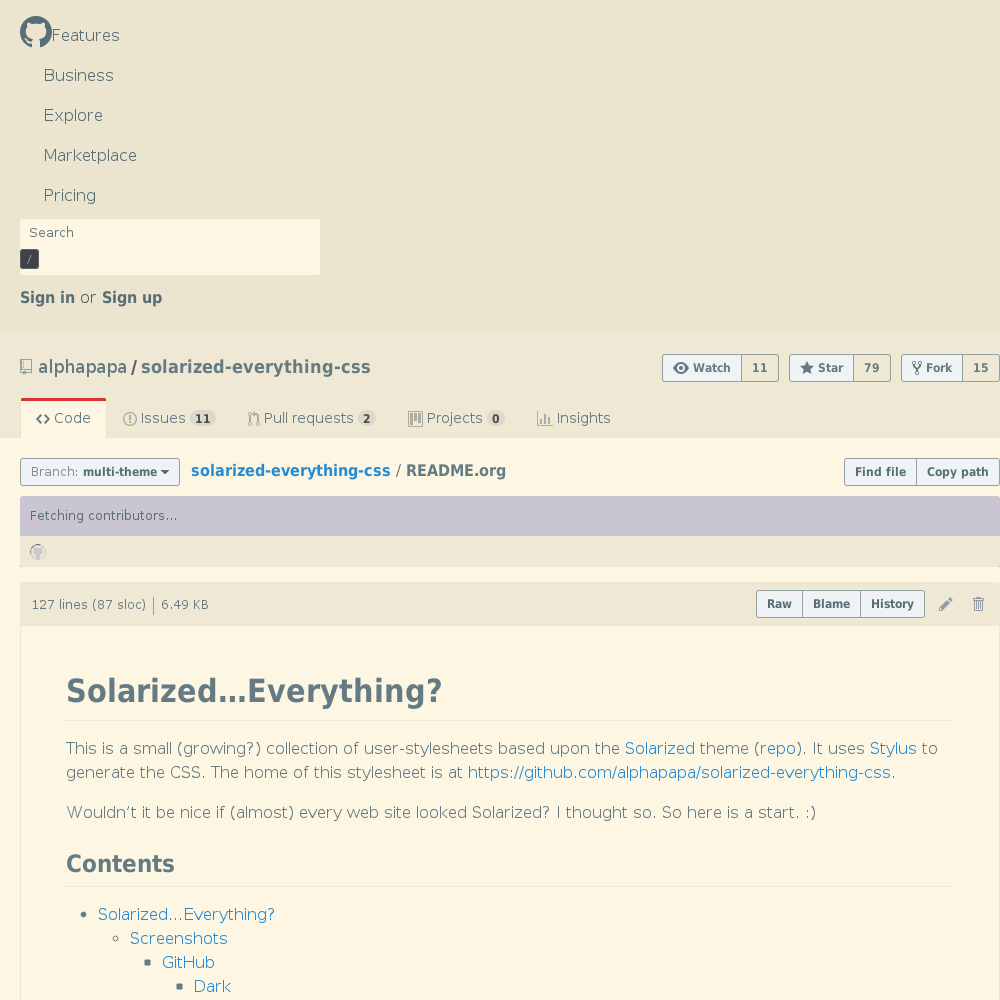 Features
Business
Explore
Marketplace
Pricing
Search
/
Sign in or Sign up
alphapapa / solarized-everything-css
Watch 11 Star 79 Fork 15
Code Issues 11 Pull requests 2 Projects 0 Insights
Branch: multi-theme solarized-everything-css / README.org Find file Copy path
Fetching contributors…
127 lines (87 sloc) 6.49 KB Raw Blame History
Solarized…Everything?
This is a small (growing?) collection of user-stylesheets based upon the Solarized theme (repo). It uses Stylus to
generate the CSS. The home of this stylesheet is at https://github.com/alphapapa/solarized-everything-css.
Wouldn’t it be nice if (almost) every web site looked Solarized? I thought so. So here is a start. :)
Contents
Solarized…Everything?
Screenshots
GitHub
Dark